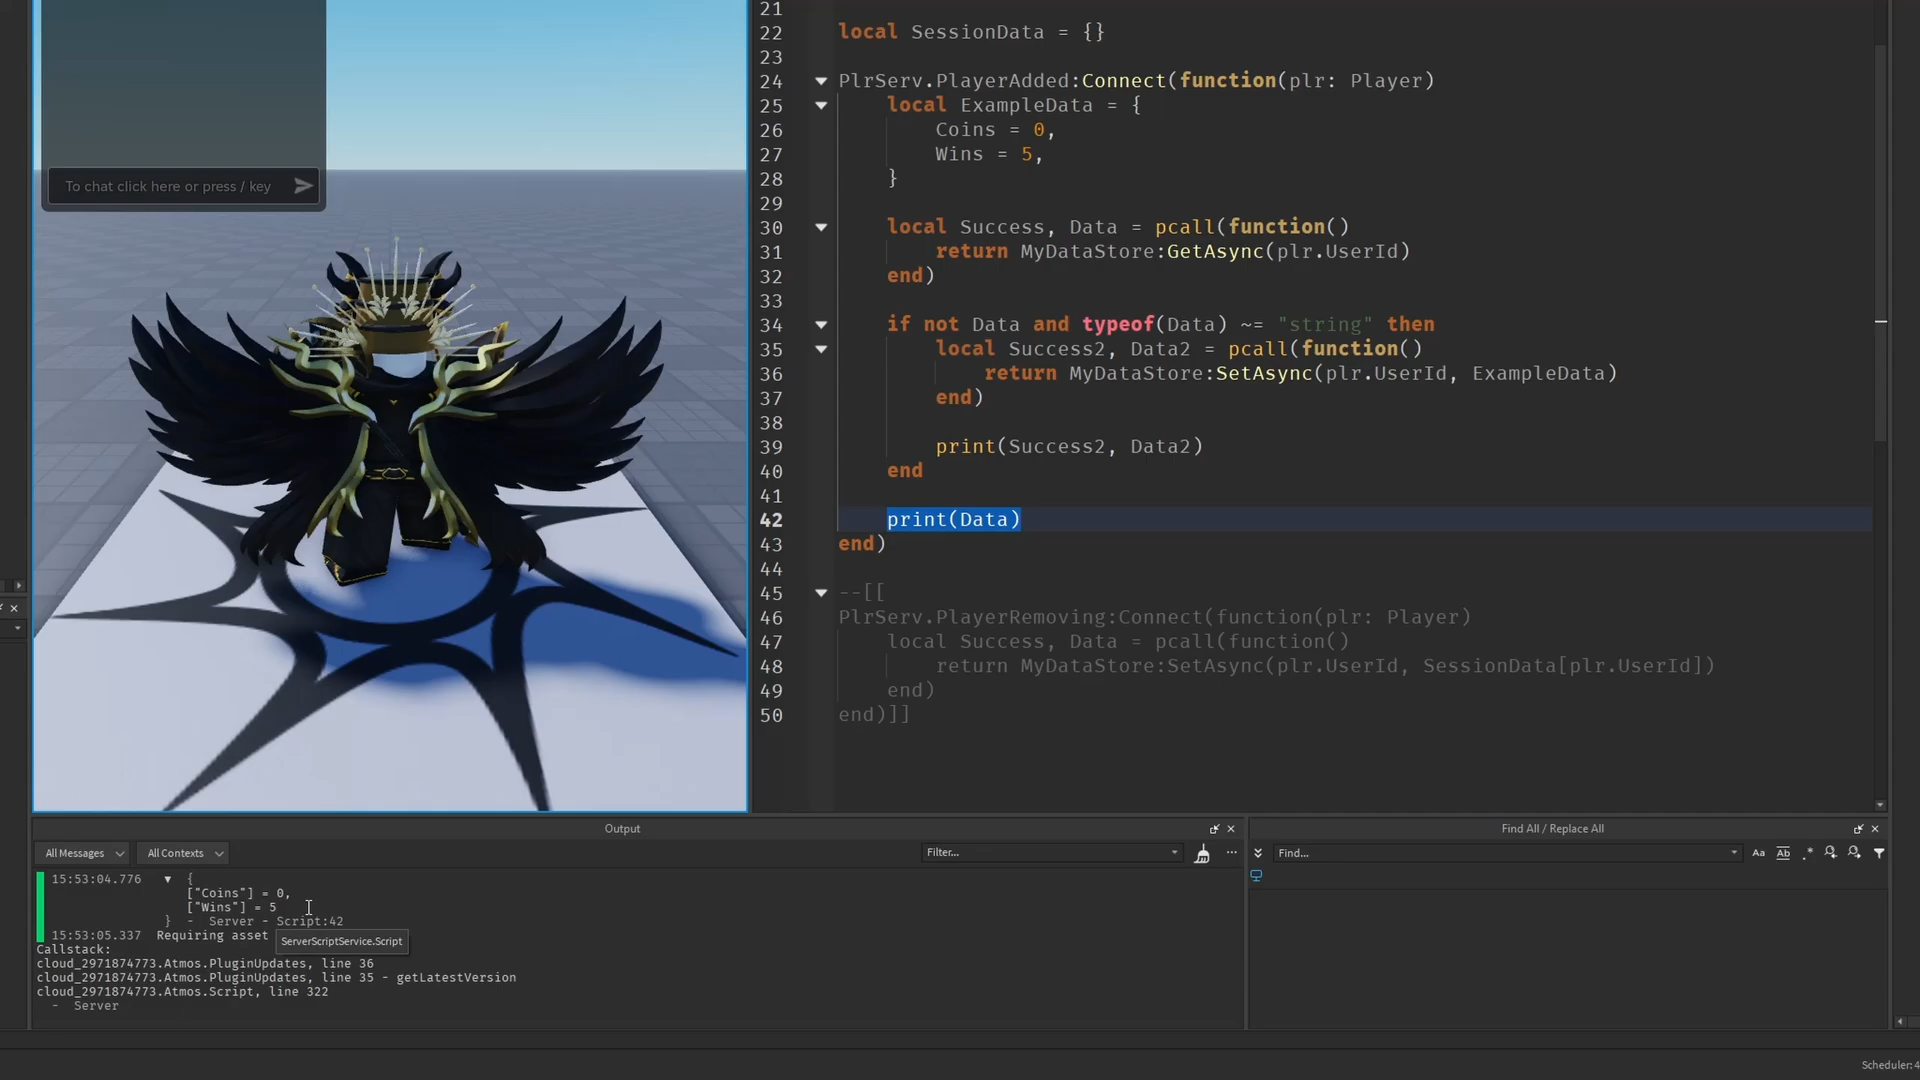 To chat click here or press / key
21
22 local SessionData = {}
23
24 PlrServ.PlayerAdded:Connect(function(plr: Player)
25 local ExampleData = {
26 Coins = 0,
27 Wins = 5,
28 }
29
30 local Success, Data = pcall(function()
31 return MyDataStore:GetAsync(plr.UserId)
32 end)
33
34 if not Data and typeof(Data) ~= "string" then
35 local Success2, Data2 = pcall(function()
36 return MyDataStore:SetAsync(plr.UserId, ExampleData)
37 end)
38
39 print(Success2, Data2)
40 end
41
42 print(Data)
43 end)
44
45 --[[
46 PlrServ.PlayerRemoving:Connect(function(plr: Player)
47 local Success, Data = pcall(function()
48 return MyDataStore:SetAsync(plr.UserId, SessionData[plr.UserId])
49 end)
50 end)]]
Output
All Messages All Contexts Filter...
15:53:04.776 ▼ {
["Coins"] = 0,
["Wins"] = 5
} - Server - Script:42
15:53:05.337 Requiring asset
ServerScriptService.Script
Callstack:
cloud_2971874773.Atmos.PluginUpdates, line 36
cloud_2971874773.Atmos.PluginUpdates, line 35 - getLatestVersion
cloud_2971874773.Atmos.Script, line 322
- Server
Find All / Replace All
Find... Aa Ab .*
Scheduler: 4